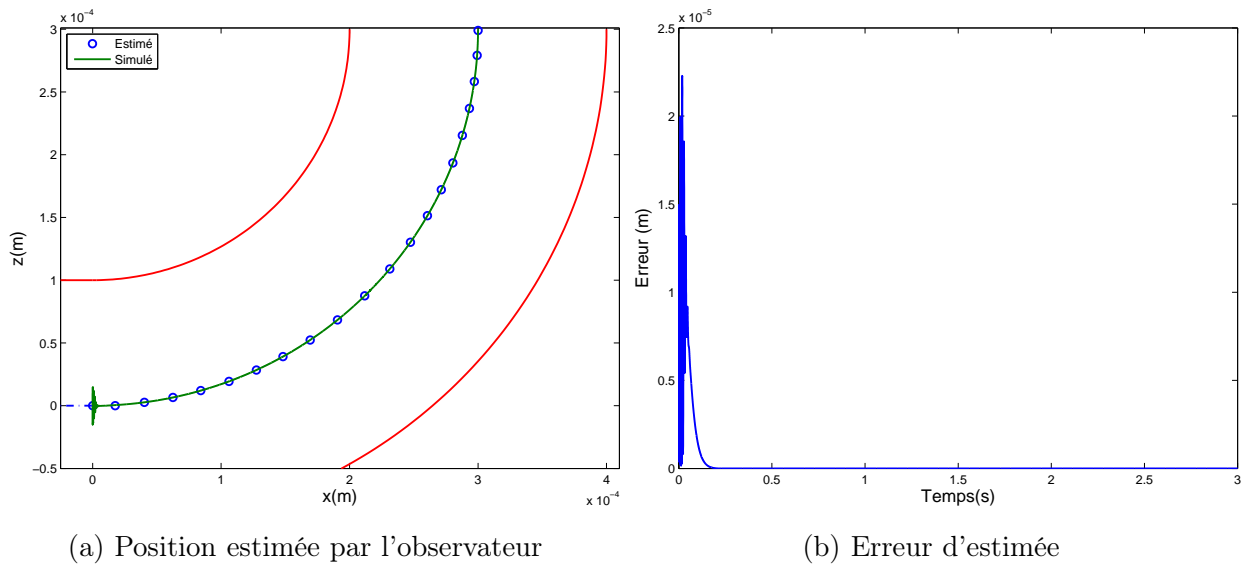 x 10⁻⁴
3
2.5
2
1.5
1
0.5
0
−0.5
Estimé
Simulé
z(m)
0
1
2
3
4
x(m)
x 10⁻⁴
(a) Position estimée par l'observateur
x 10⁻⁵
2.5
2
1.5
1
0.5
0
Erreur (m)
0
0.5
1
1.5
2
2.5
3
Temps(s)
(b) Erreur d'estimée